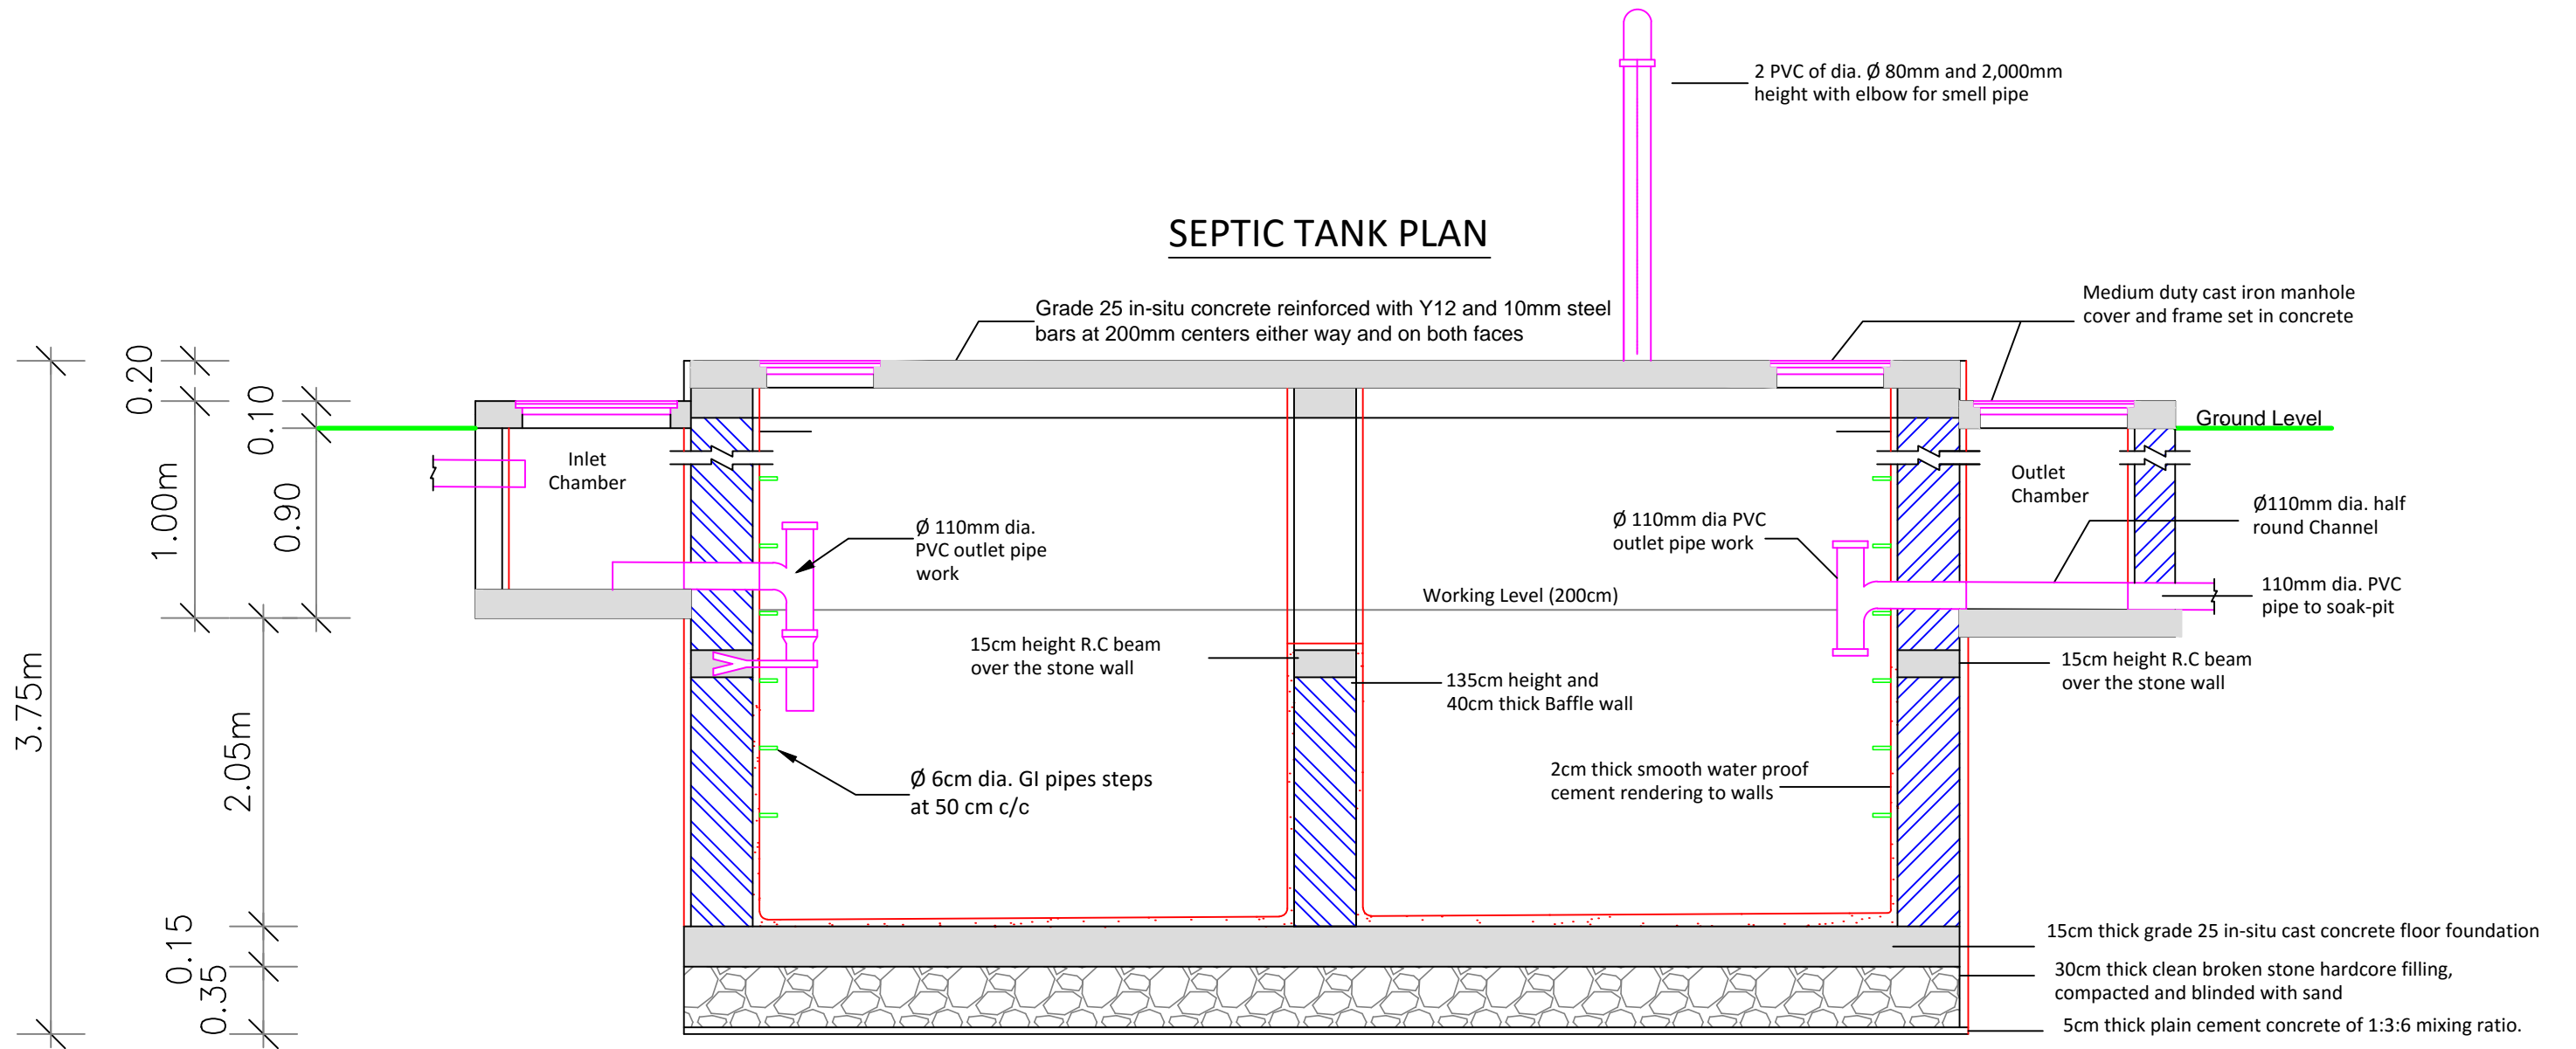 2 PVC of dia. Ø 80mm and 2,000mm
height with elbow for smell pipe
SEPTIC TANK PLAN
Grade 25 in-situ concrete reinforced with Y12 and 10mm steel
bars at 200mm centers either way and on both faces
Medium duty cast iron manhole
cover and frame set in concrete
0.20
0.10
1.00m
0.90
3.75m
2.05m
0.15
0.35
Ground Level
Inlet
Chamber
Outlet
Chamber
Ø 110mm dia.
PVC outlet pipe
work
Ø 110mm dia PVC
outlet pipe work
Ø110mm dia. half
round Channel
Working Level (200cm)
110mm dia. PVC
pipe to soak-pit
15cm height R.C beam
over the stone wall
135cm height and
40cm thick Baffle wall
15cm height R.C beam
over the stone wall
Ø 6cm dia. GI pipes steps
at 50 cm c/c
2cm thick smooth water proof
cement rendering to walls
15cm thick grade 25 in-situ cast concrete floor foundation
30cm thick clean broken stone hardcore filling,
compacted and blinded with sand
5cm thick plain cement concrete of 1:3:6 mixing ratio.